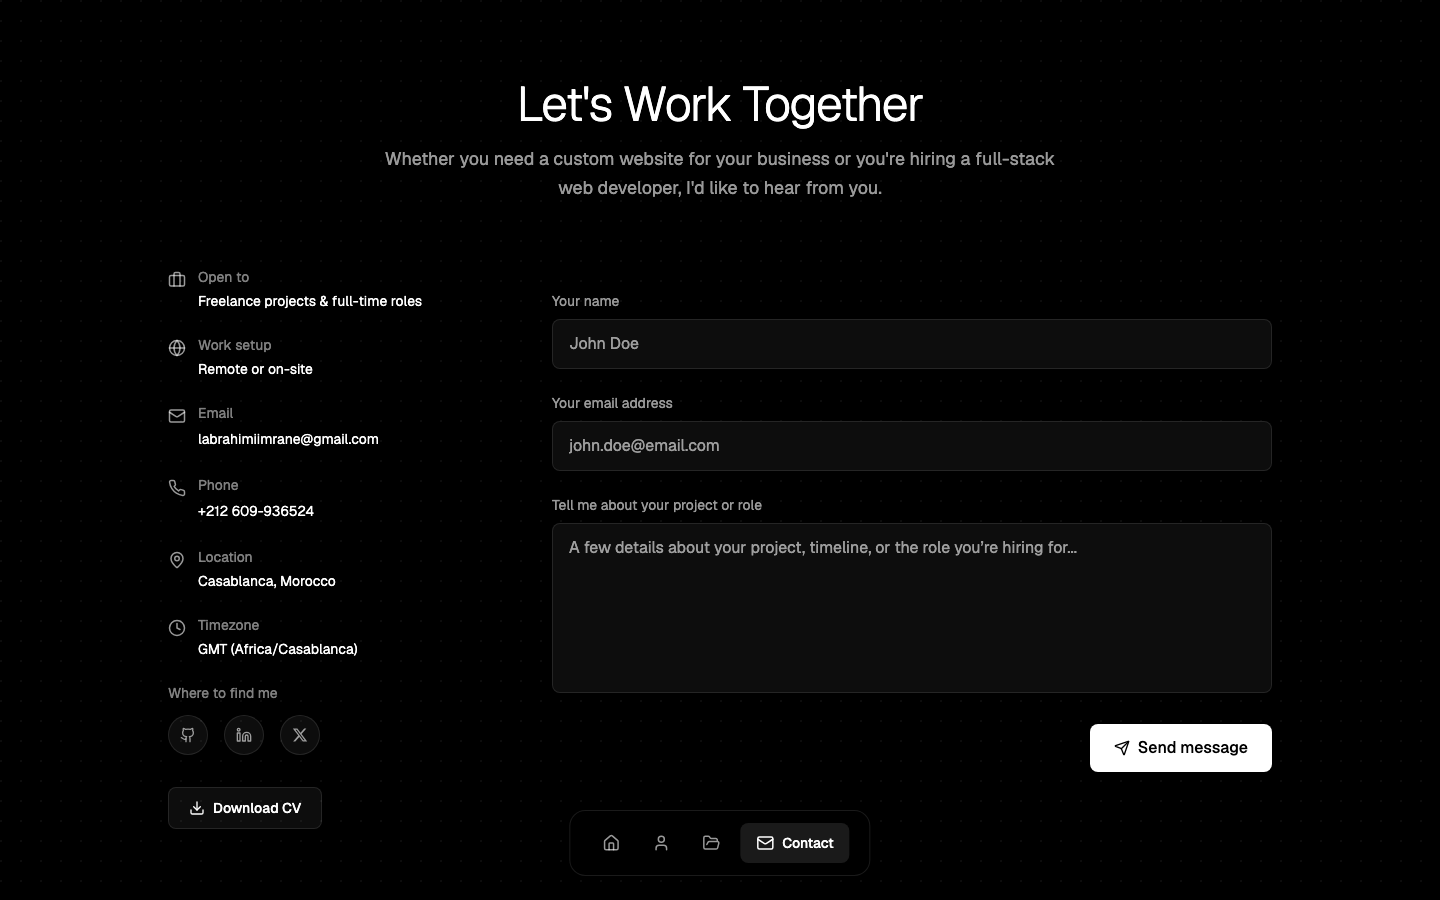 Let's Work Together
Whether you need a custom website for your business or you're hiring a full-stack
web developer, I'd like to hear from you.
Open to
Freelance projects & full-time roles
Work setup
Remote or on-site
Email
labrahimiimrane@gmail.com
Phone
+212 609-936524
Location
Casablanca, Morocco
Timezone
GMT (Africa/Casablanca)
Where to find me
Download CV
Your name
John Doe
Your email address
john.doe@email.com
Tell me about your project or role
A few details about your project, timeline, or the role you're hiring for...
Send message
Contact